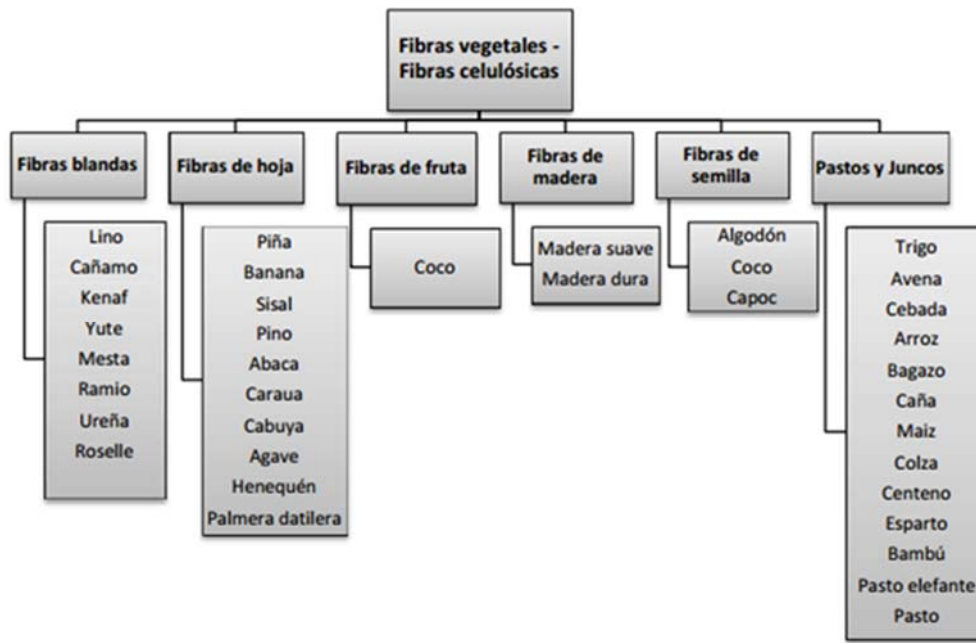 Fibras vegetales -
Fibras celulósicas
Fibras blandas
Lino
Cañamo
Kenaf
Yute
Mesta
Ramio
Ureña
Roselle
Fibras de hoja
Piña
Banana
Sisal
Pino
Abaca
Caraua
Cabuya
Agave
Henequén
Palmera datilera
Fibras de fruta
Coco
Fibras de
madera
Madera suave
Madera dura
Fibras de
semilla
Algodón
Coco
Capoc
Pastos y Juncos
Trigo
Avena
Cebada
Arroz
Bagazo
Caña
Maiz
Colza
Centeno
Esparto
Bambú
Pasto elefante
Pasto